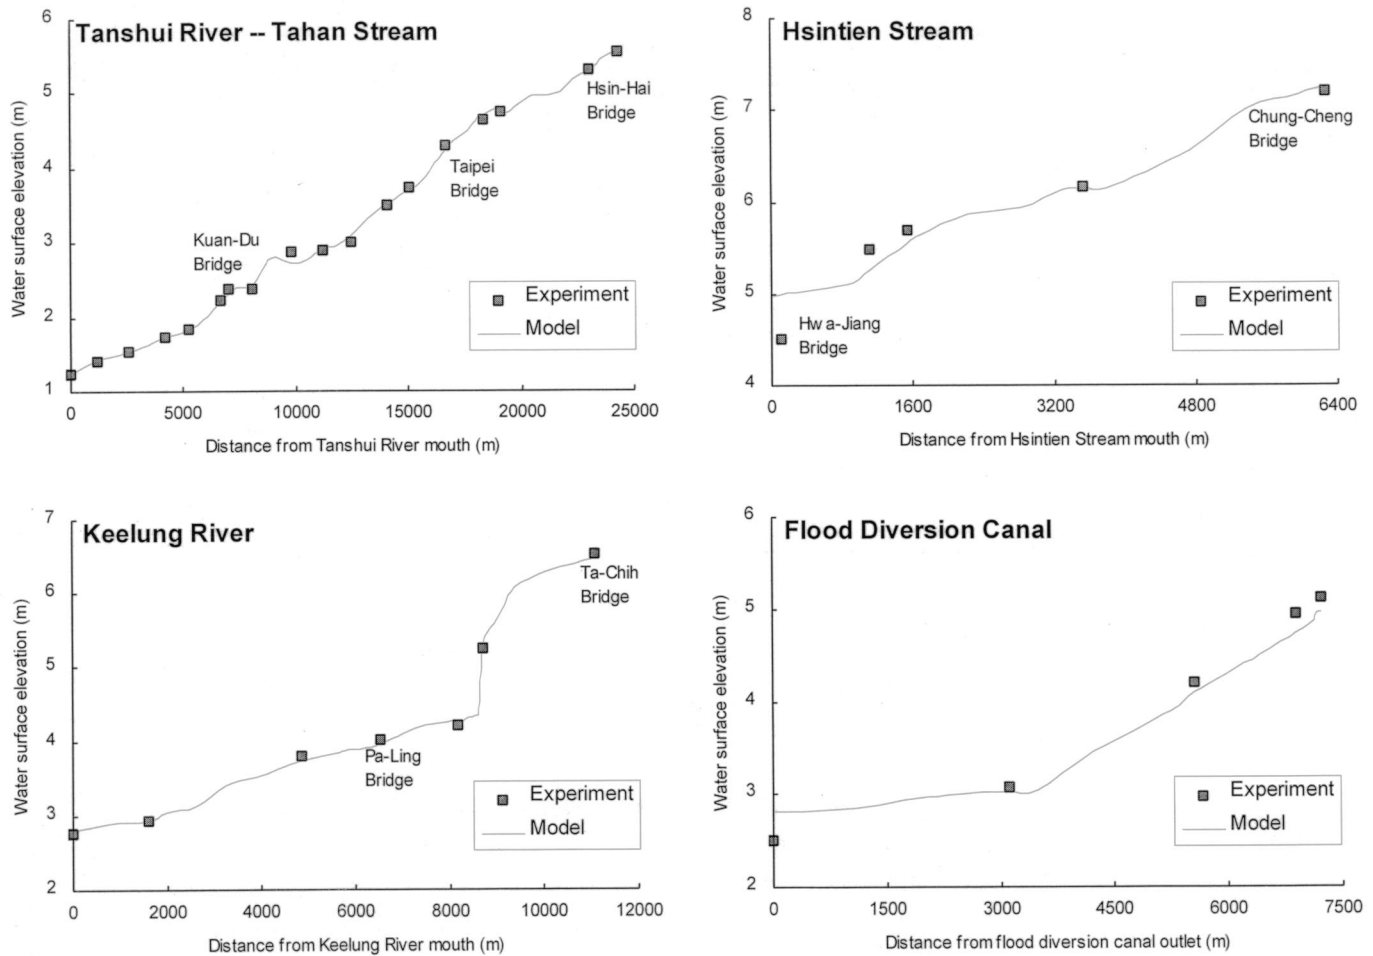 Tanshui River -- Tahan Stream
Water surface elevation (m)
6
5
4
3
2
1
Hsin-Hai
Bridge
Taipei
Bridge
Kuan-Du
Bridge
Experiment
Model
0 5000 10000 15000 20000 25000
Distance from Tanshui River mouth (m)
Hsintien Stream
Water surface elevation (m)
8
7
6
5
4
Chung-Cheng
Bridge
Hwa-Jiang
Bridge
Experiment
Model
0 1600 3200 4800 6400
Distance from Hsintien Stream mouth (m)
Keelung River
Water surface elevation (m)
7
6
5
4
3
2
Ta-Chih
Bridge
Pa-Ling
Bridge
Experiment
Model
0 2000 4000 6000 8000 10000 12000
Distance from Keelung River mouth (m)
Flood Diversion Canal
Water surface elevation (m)
6
5
4
3
2
Experiment
Model
0 1500 3000 4500 6000 7500
Distance from flood diversion canal outlet (m)